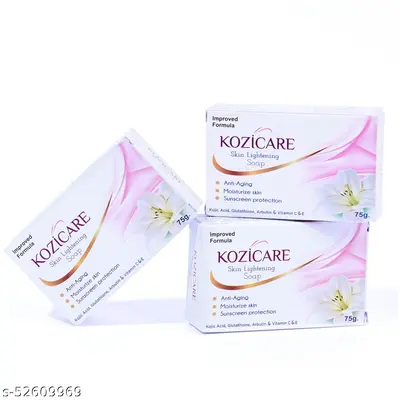 Improved
Formula
KOZICARE
Skin Lightening
Soap
Anti-Aging
Moisturize skin
Sunscreen protection
75g.
Kojic Acid, Glutathione, Arbutin & Vitamin C & E
Improved
Formula
KOZICARE
Skin Lightening
Soap
Anti-Aging
Moisturize skin
Sunscreen protection
75g.
Kojic Acid, Glutathione, Arbutin & Vitamin C & E
KOZICARE
Improved
Formula
KOZICARE
Skin Lightening
Soap
Anti-Aging
Moisturize skin
Sunscreen protection
75g.
Kojic Acid, Glutathione, Arbutin & Vitamin C & E
s-52609969